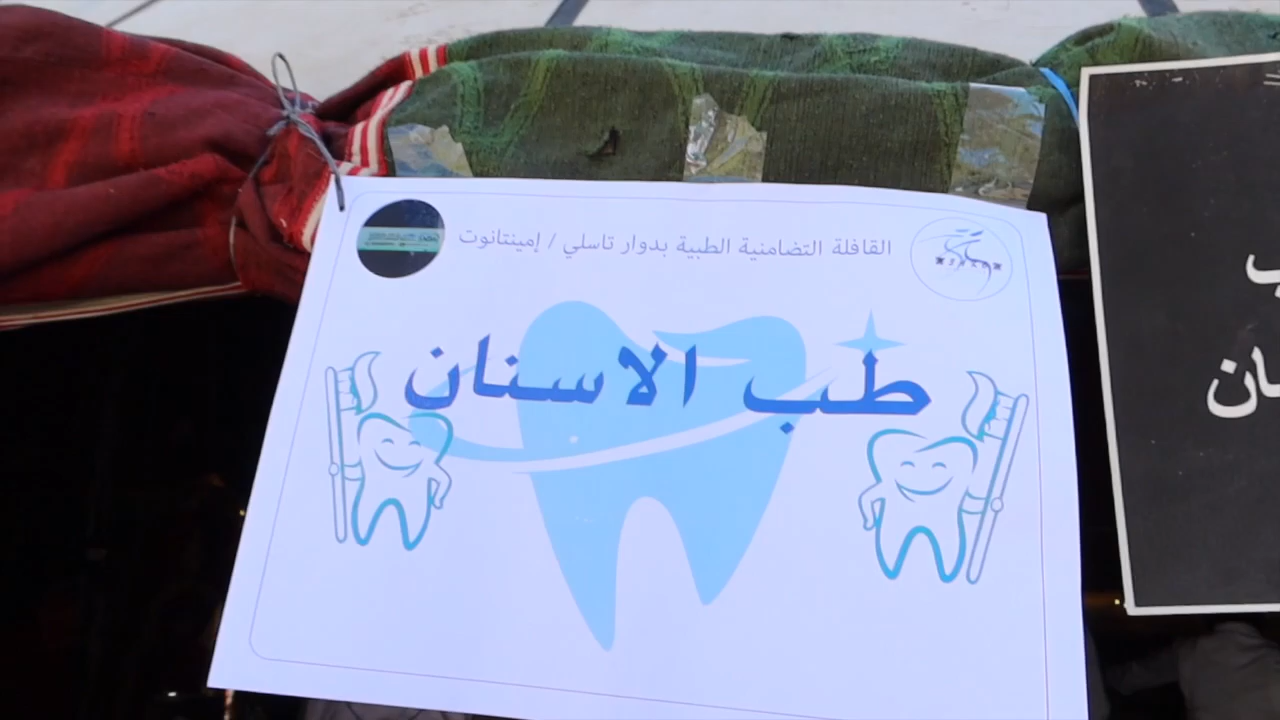 القافلة التضامنية الطبية بدوار تاسلي / إمينتانوت
طب الاسنان